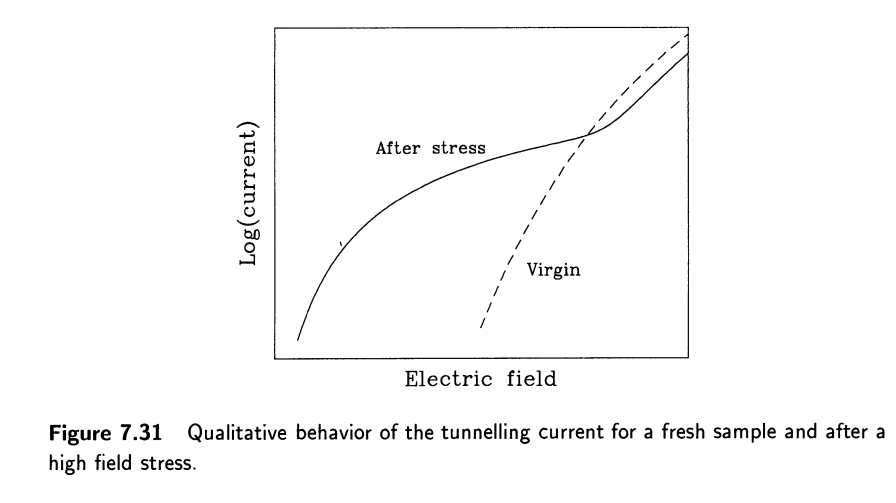 After stress
Log(current)
Virgin
Electric field
Figure 7.31 Qualitative behavior of the tunnelling current for a fresh sample and after a
high field stress.